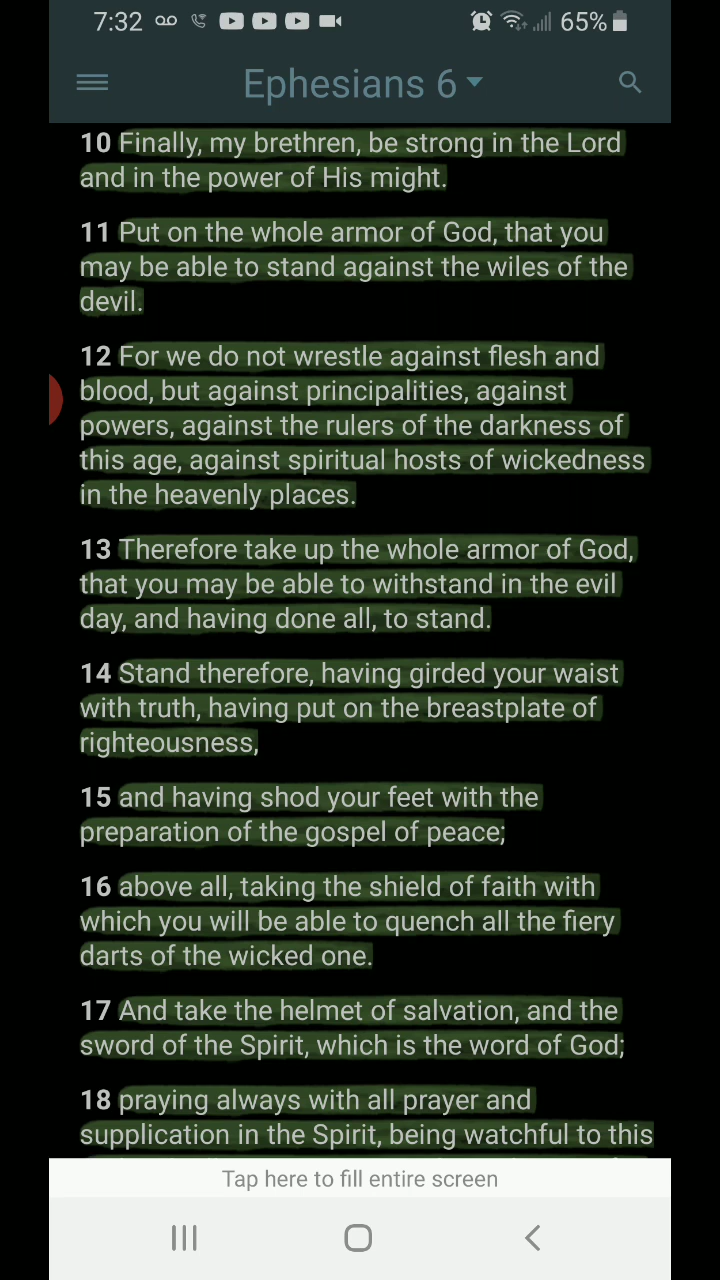 7:32 65%
Ephesians 6
10 Finally, my brethren, be strong in the Lord
and in the power of His might.
11 Put on the whole armor of God, that you
may be able to stand against the wiles of the
devil.
12 For we do not wrestle against flesh and
blood, but against principalities, against
powers, against the rulers of the darkness of
this age, against spiritual hosts of wickedness
in the heavenly places.
13 Therefore take up the whole armor of God,
that you may be able to withstand in the evil
day, and having done all, to stand.
14 Stand therefore, having girded your waist
with truth, having put on the breastplate of
righteousness,
15 and having shod your feet with the
preparation of the gospel of peace;
16 above all, taking the shield of faith with
which you will be able to quench all the fiery
darts of the wicked one.
17 And take the helmet of salvation, and the
sword of the Spirit, which is the word of God;
18 praying always with all prayer and
supplication in the Spirit, being watchful to this
Tap here to fill entire screen